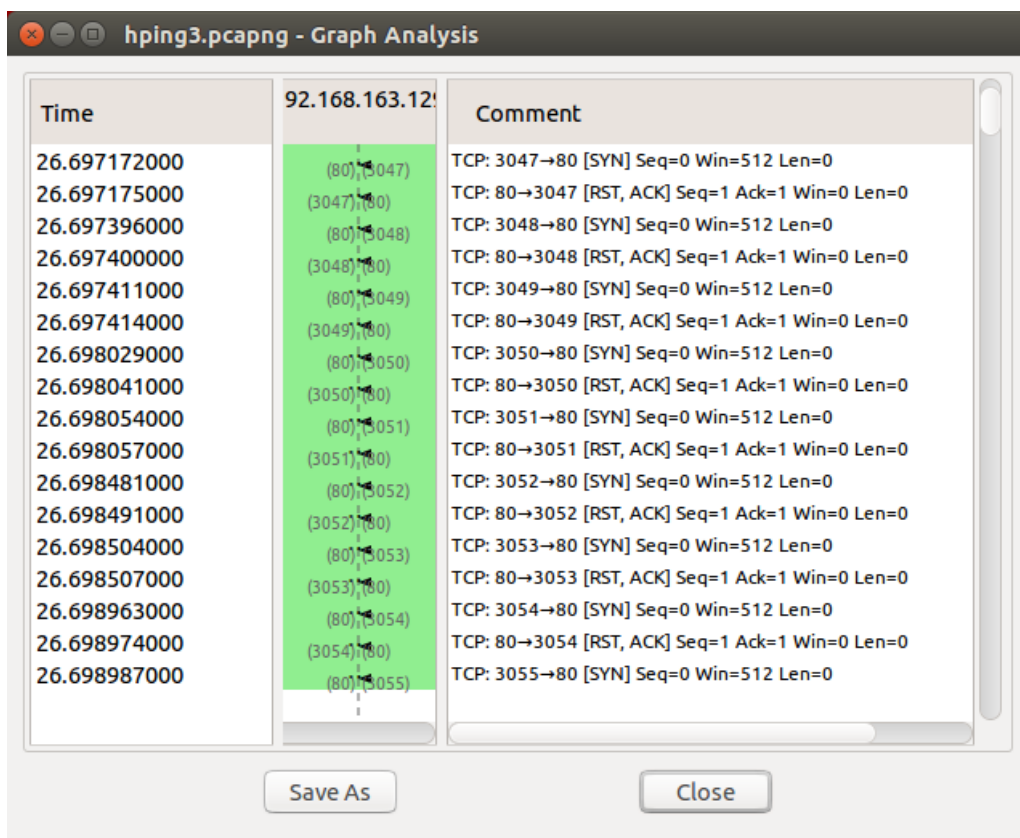 hping3.pcapng - Graph Analysis
Time 92.168.163.129 Comment
26.697172000 (80) (3047) TCP: 3047→80 [SYN] Seq=0 Win=512 Len=0
26.697175000 (3047) (80) TCP: 80→3047 [RST, ACK] Seq=1 Ack=1 Win=0 Len=0
26.697396000 (80) (3048) TCP: 3048→80 [SYN] Seq=0 Win=512 Len=0
26.697400000 (3048) (80) TCP: 80→3048 [RST, ACK] Seq=1 Ack=1 Win=0 Len=0
26.697411000 (80) (3049) TCP: 3049→80 [SYN] Seq=0 Win=512 Len=0
26.697414000 (3049) (80) TCP: 80→3049 [RST, ACK] Seq=1 Ack=1 Win=0 Len=0
26.698029000 (80) (3050) TCP: 3050→80 [SYN] Seq=0 Win=512 Len=0
26.698041000 (3050) (80) TCP: 80→3050 [RST, ACK] Seq=1 Ack=1 Win=0 Len=0
26.698054000 (80) (3051) TCP: 3051→80 [SYN] Seq=0 Win=512 Len=0
26.698057000 (3051) (80) TCP: 80→3051 [RST, ACK] Seq=1 Ack=1 Win=0 Len=0
26.698481000 (80) (3052) TCP: 3052→80 [SYN] Seq=0 Win=512 Len=0
26.698491000 (3052) (80) TCP: 80→3052 [RST, ACK] Seq=1 Ack=1 Win=0 Len=0
26.698504000 (80) (3053) TCP: 3053→80 [SYN] Seq=0 Win=512 Len=0
26.698507000 (3053) (80) TCP: 80→3053 [RST, ACK] Seq=1 Ack=1 Win=0 Len=0
26.698963000 (80) (3054) TCP: 3054→80 [SYN] Seq=0 Win=512 Len=0
26.698974000 (3054) (80) TCP: 80→3054 [RST, ACK] Seq=1 Ack=1 Win=0 Len=0
26.698987000 (80) (3055) TCP: 3055→80 [SYN] Seq=0 Win=512 Len=0
Save As Close